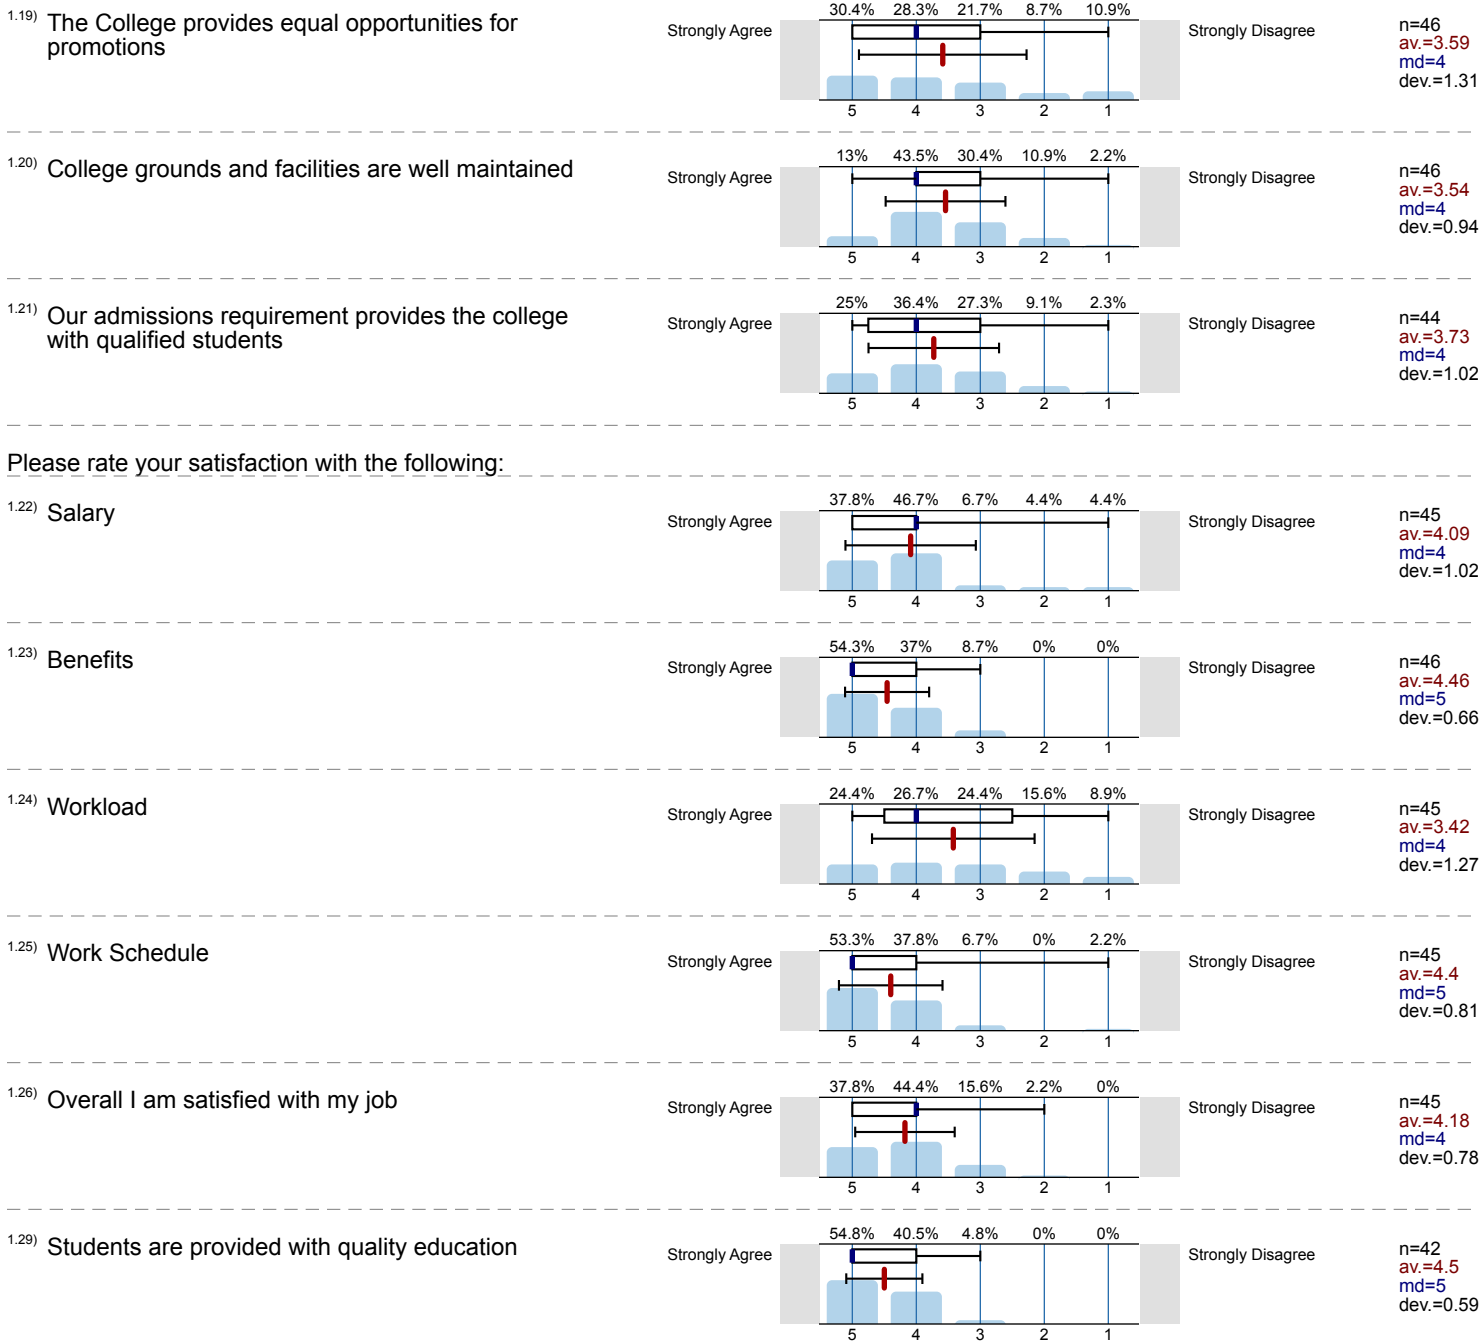 30.4% 28.3% 21.7% 8.7% 10.9%
1.19) The College provides equal opportunities for
promotions
Strongly Agree
Strongly Disagree
n=46
av.=3.59
md=4
dev.=1.31
5 4 3 2 1
13% 43.5% 30.4% 10.9% 2.2%
1.20) College grounds and facilities are well maintained
Strongly Agree
Strongly Disagree
n=46
av.=3.54
md=4
dev.=0.94
5 4 3 2 1
25% 36.4% 27.3% 9.1% 2.3%
1.21) Our admissions requirement provides the college
with qualified students
Strongly Agree
Strongly Disagree
n=44
av.=3.73
md=4
dev.=1.02
5 4 3 2 1
Please rate your satisfaction with the following:
37.8% 46.7% 6.7% 4.4% 4.4%
1.22) Salary
Strongly Agree
Strongly Disagree
n=45
av.=4.09
md=4
dev.=1.02
5 4 3 2 1
54.3% 37% 8.7% 0% 0%
1.23) Benefits
Strongly Agree
Strongly Disagree
n=46
av.=4.46
md=5
dev.=0.66
5 4 3 2 1
24.4% 26.7% 24.4% 15.6% 8.9%
1.24) Workload
Strongly Agree
Strongly Disagree
n=45
av.=3.42
md=4
dev.=1.27
5 4 3 2 1
53.3% 37.8% 6.7% 0% 2.2%
1.25) Work Schedule
Strongly Agree
Strongly Disagree
n=45
av.=4.4
md=5
dev.=0.81
5 4 3 2 1
37.8% 44.4% 15.6% 2.2% 0%
1.26) Overall I am satisfied with my job
Strongly Agree
Strongly Disagree
n=45
av.=4.18
md=4
dev.=0.78
5 4 3 2 1
54.8% 40.5% 4.8% 0% 0%
1.29) Students are provided with quality education
Strongly Agree
Strongly Disagree
n=42
av.=4.5
md=5
dev.=0.59
5 4 3 2 1